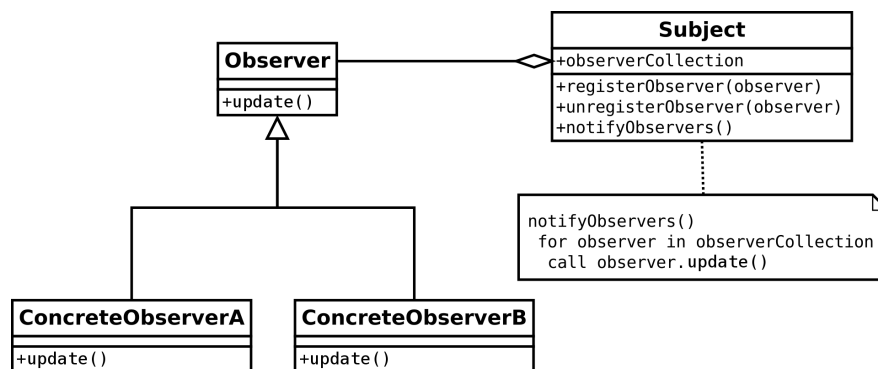 Observer
+update()
Subject
+observerCollection
+registerObserver(observer)
+unregisterObserver(observer)
+notifyObservers()
notifyObservers()
for observer in observerCollection
call observer.update()
ConcreteObserverA
+update()
ConcreteObserverB
+update()